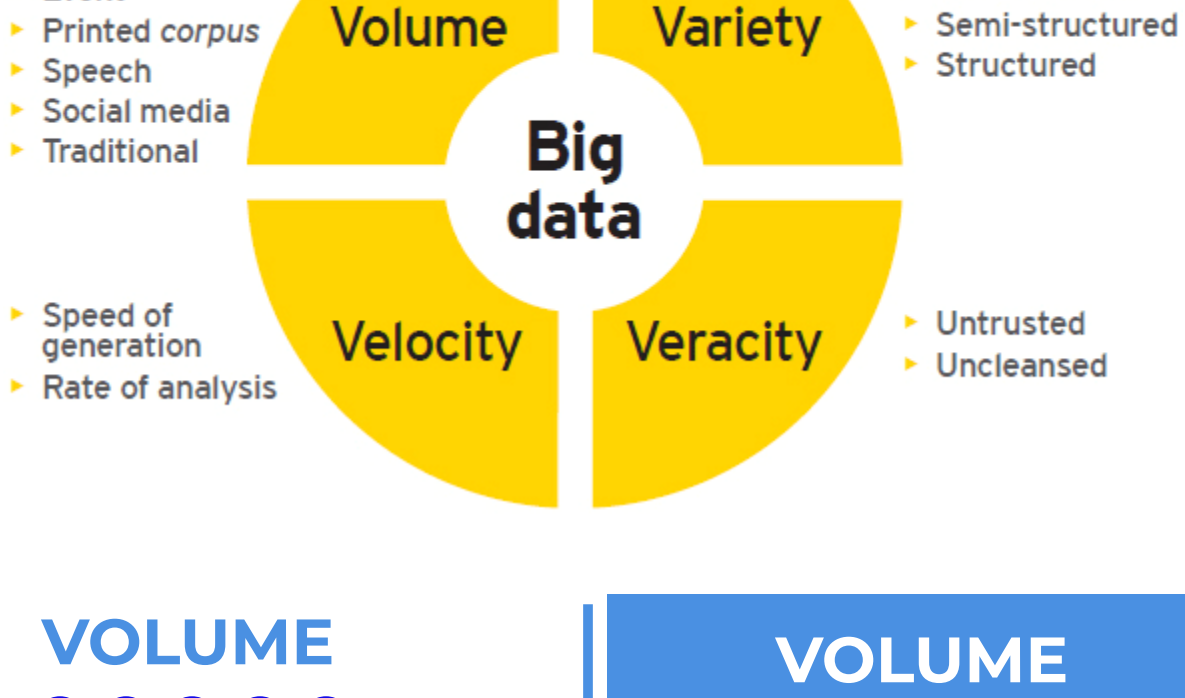 Printed corpus
Speech
Social media
Traditional
Volume
Variety
Semi-structured
Structured
Big
data
Speed of
generation
Rate of analysis
Velocity
Veracity
Untrusted
Uncleansed
VOLUME
VOLUME